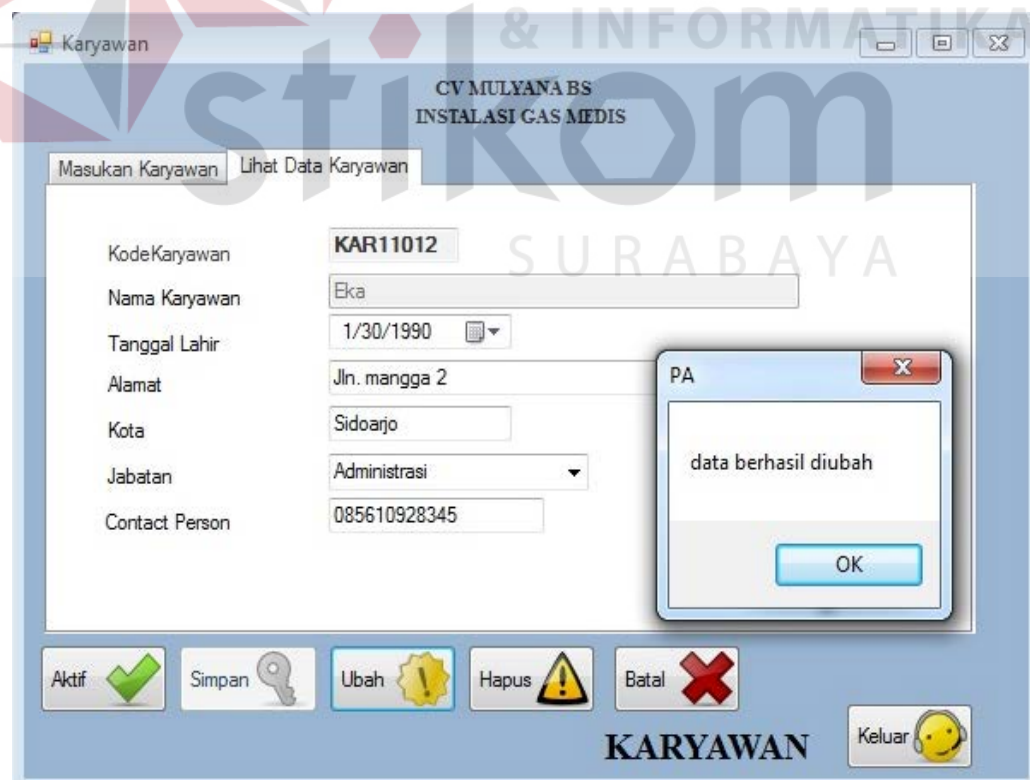 & INFORMATIKA
Karyawan
stikom
SURABAYA
CV MULYANA BS
INSTALASI GAS MEDIS
Masukan Karyawan
Lihat Data Karyawan
KodeKaryawan KAR11012
Nama Karyawan Eka
Tanggal Lahir 1/30/1990
Alamat Jln. mangga 2
Kota Sidoarjo
Jabatan Administrasi
Contact Person 085610928345
PA
data berhasil diubah
OK
Aktif
Simpan
Ubah
Hapus
Batal
KARYAWAN
Keluar